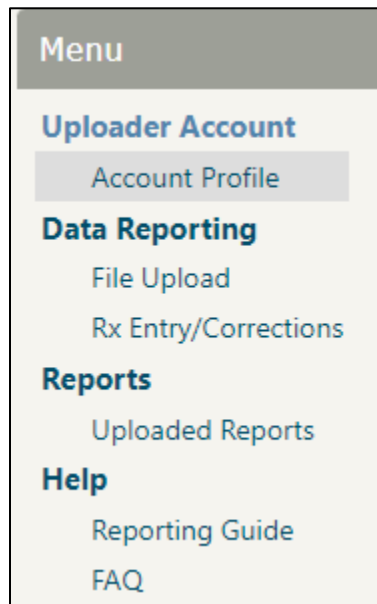 Menu
Uploader Account
Account Profile
Data Reporting
File Upload
Rx Entry/Corrections
Reports
Uploaded Reports
Help
Reporting Guide
FAQ